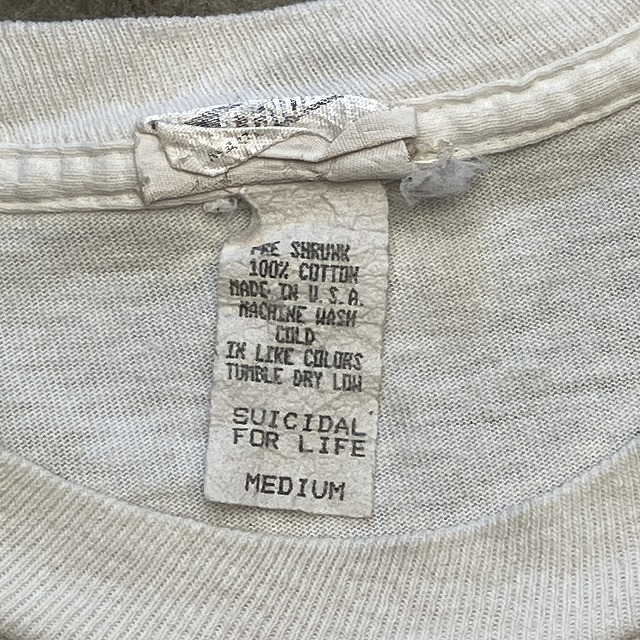 PRE SHRUNK
100% COTTON
MADE IN U.S.A.
MACHINE WASH
COLD
IN LIKE COLORS
TUMBLE DRY LOW
SUICIDAL
FOR LIFE
MEDIUM